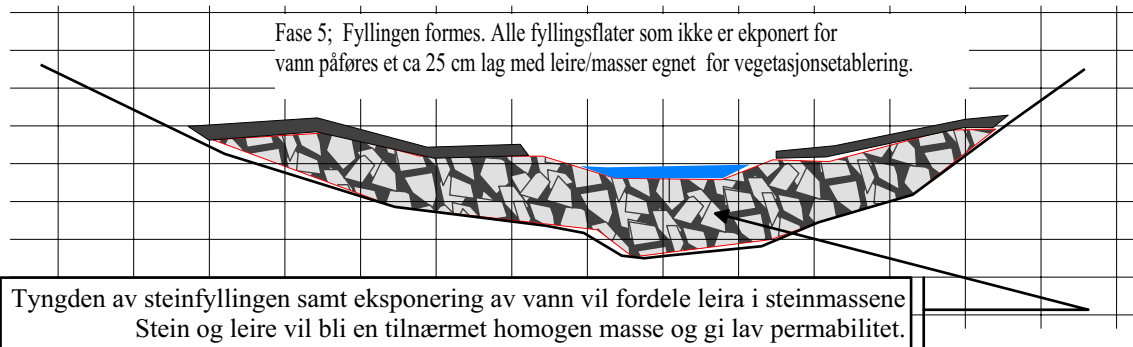 Fase 5; Fyllingen formes. Alle fyllingsflater som ikke er ekponert for
vann påføres et ca 25 cm lag med leire/masser egnet for vegetasjonsetablering.
Tyngden av steinfyllingen samt eksponering av vann vil fordele leira i steinmassene
Stein og leire vil bli en tilnærmet homogen masse og gi lav permabilitet.